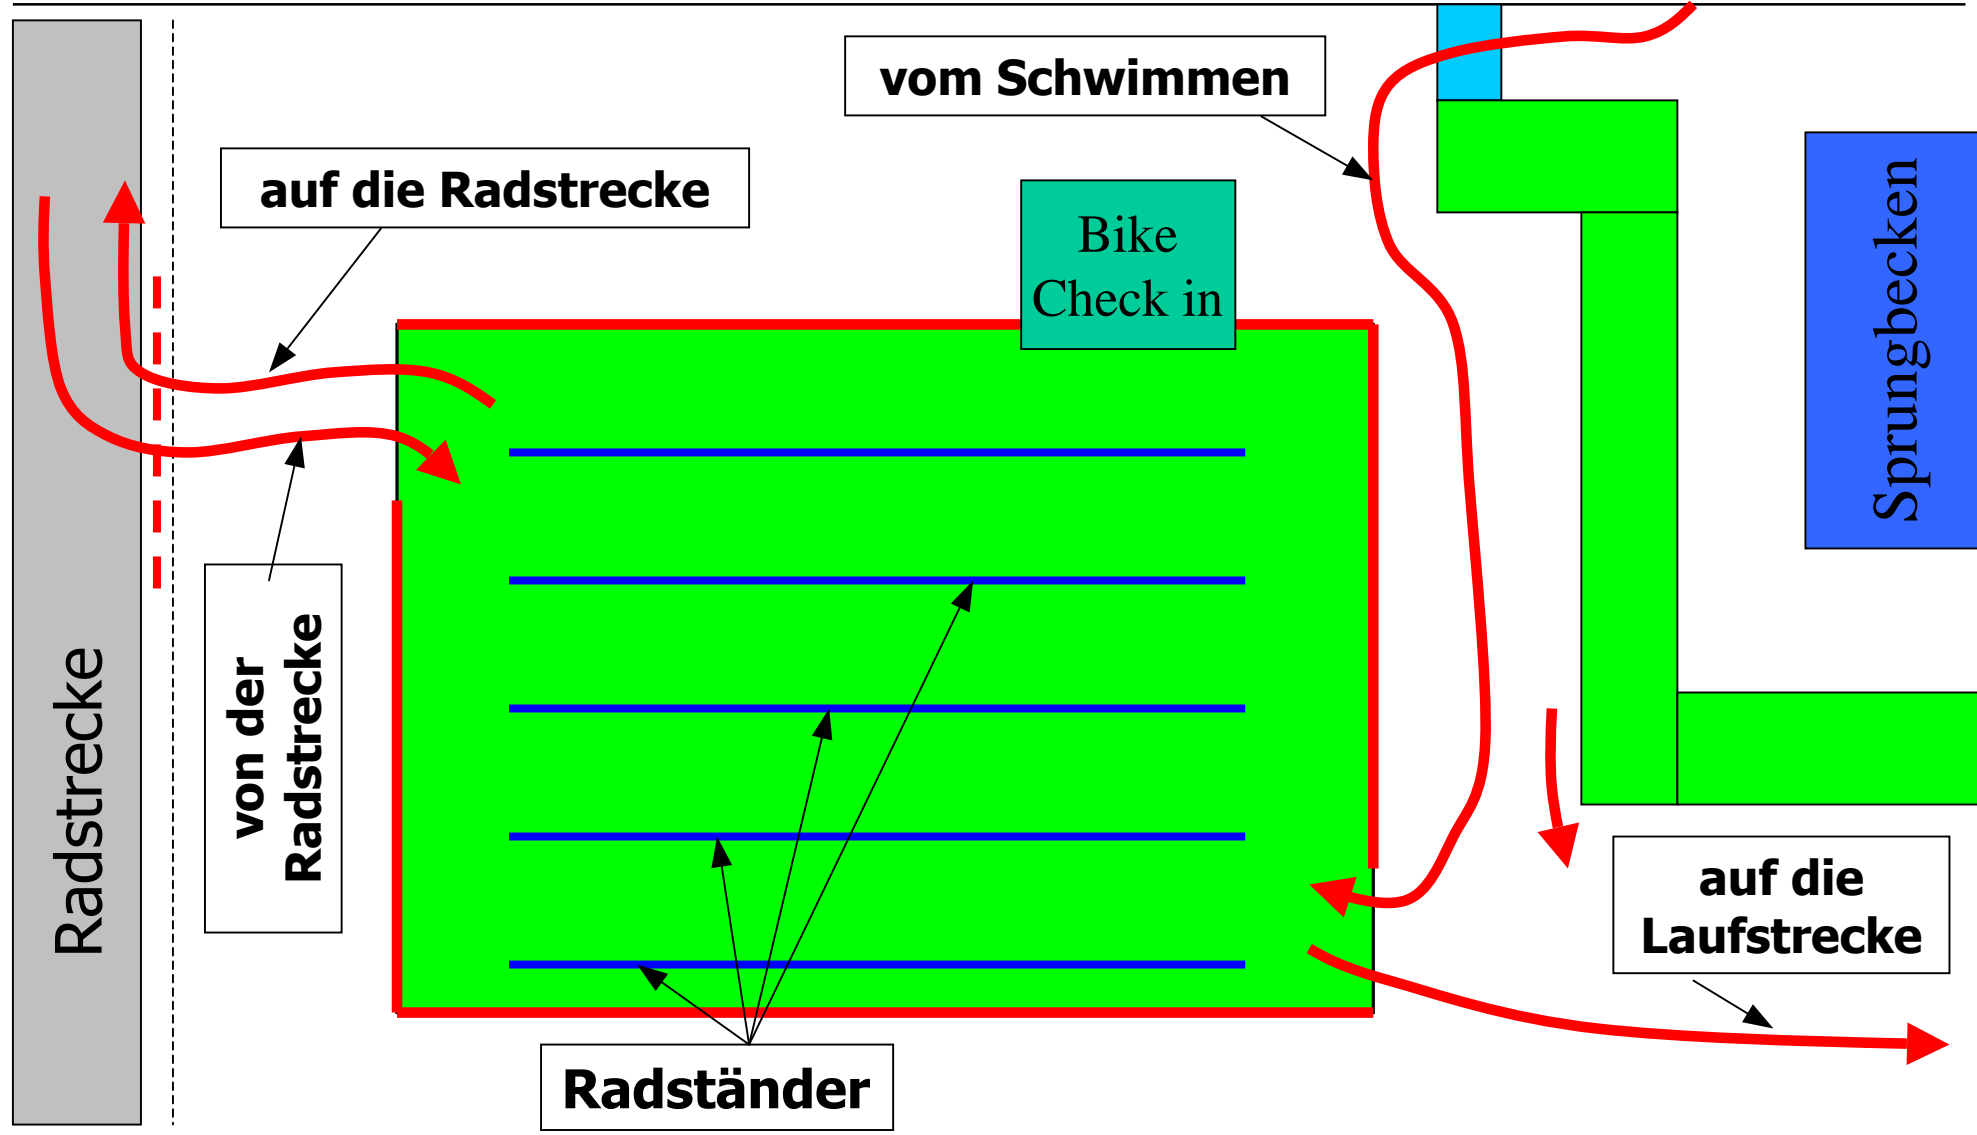 vom Schwimmen
auf die Radstrecke
Bike
Check in
Sprungbecken
Radstrecke
von der
Radstrecke
auf die
Laufstrecke
Radständer